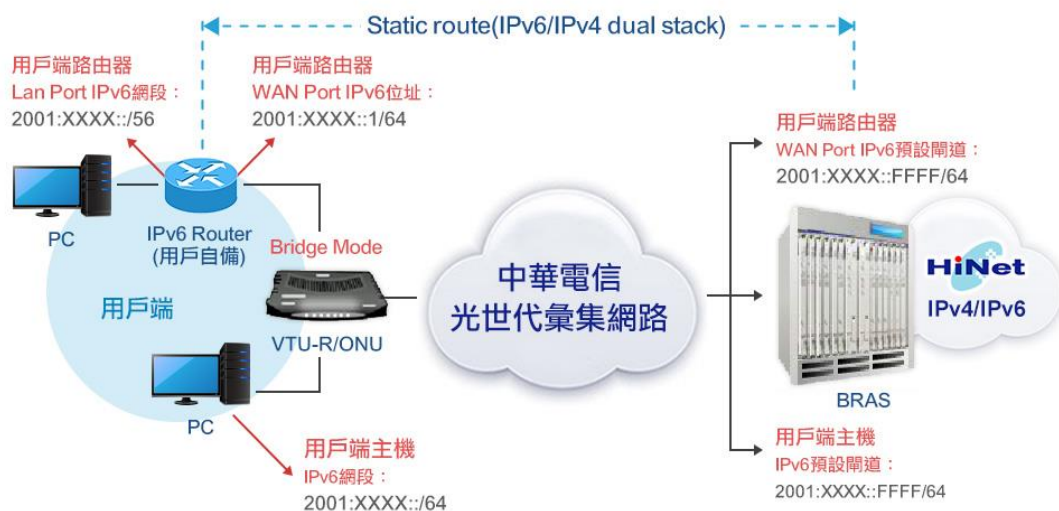 Static route(IPv6/IPv4 dual stack)
用戶端路由器
Lan Port IPv6網段：
2001:XXXX::/56
用戶端路由器
WAN Port IPv6位址：
2001:XXXX::1/64
PC
IPv6 Router
(用戶自備)
Bridge Mode
用戶端
VTU-R/ONU
PC
用戶端主機
IPv6網段：
2001:XXXX::/64
中華電信
光世代彙集網路
用戶端路由器
WAN Port IPv6預設閘道：
2001:XXXX::FFFF/64
HiNet
IPv4/IPv6
BRAS
用戶端主機
IPv6預設閘道：
2001:XXXX::FFFF/64